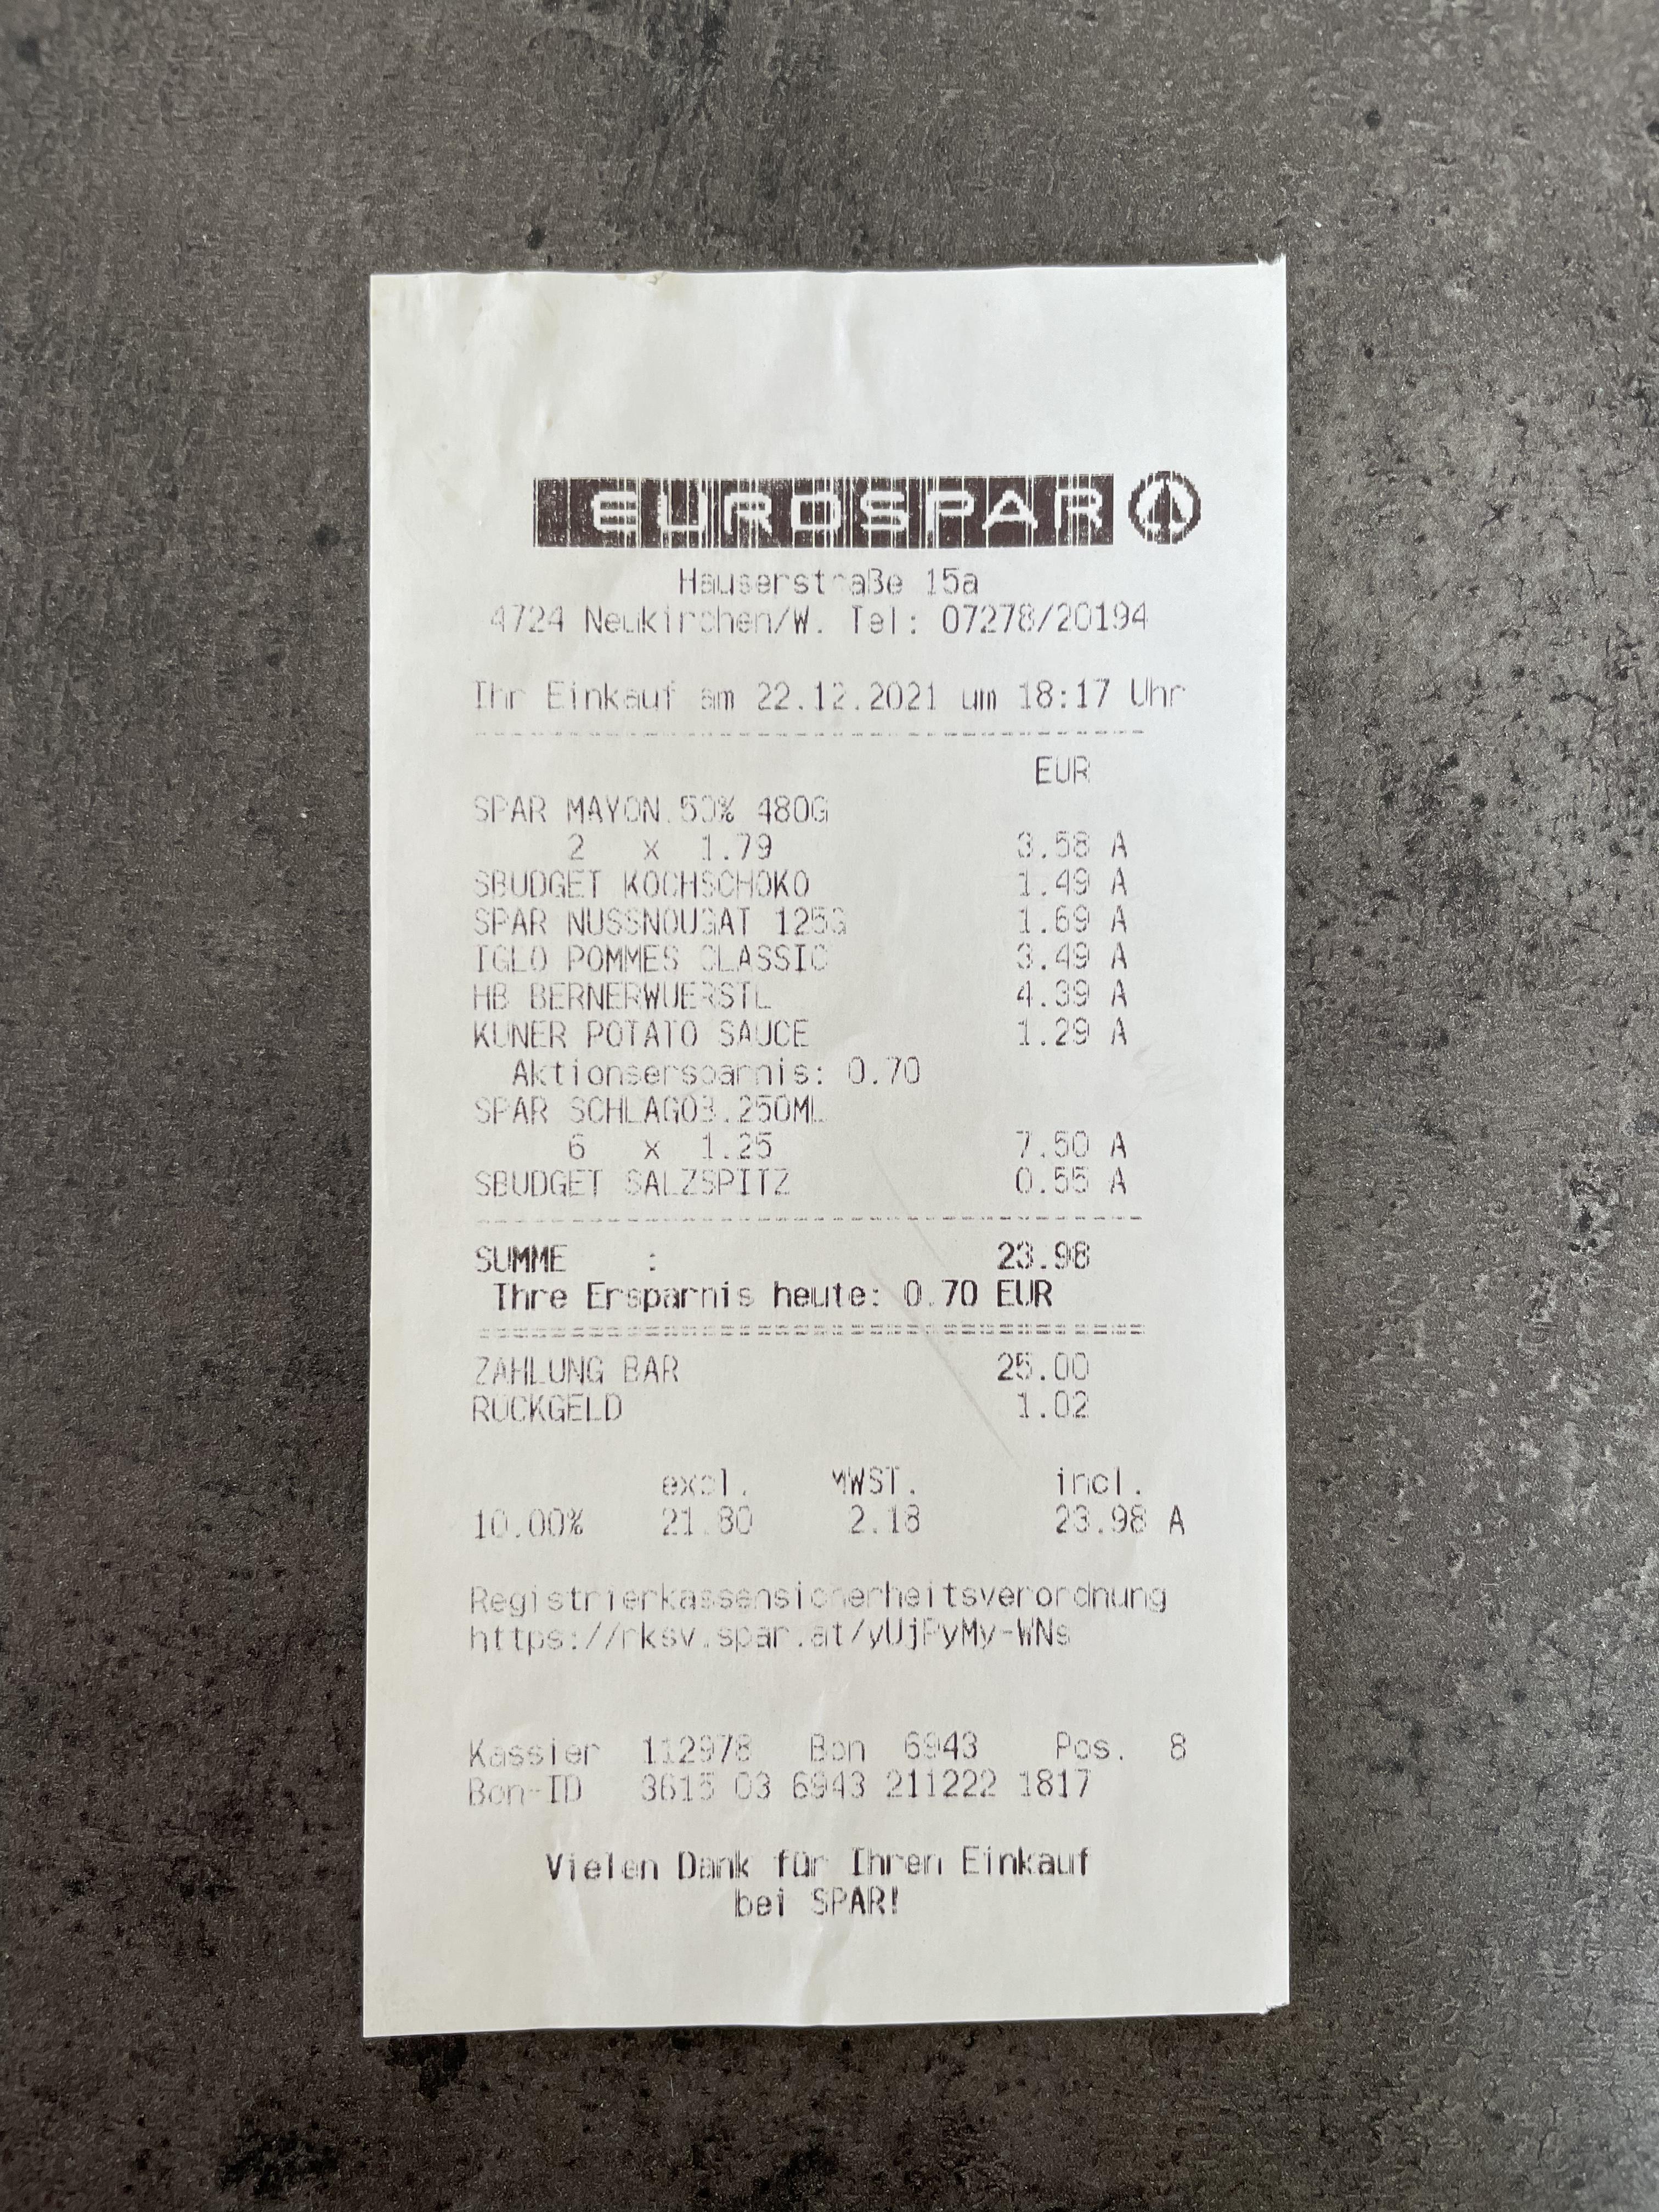 EUROSPAR
Hauserstraße 15a
4724 Neukirchen/W. Tel: 07278/20194
Ihr Einkauf am 22.12.2021 um 18:17 Uhr
EUR
SPAR MAYON.50% 480G
2 x 1.79 3.58 A
SBUDGET KOCHSCHOKO 1.49 A
SPAR NUSSNOUGAT 125G 1.69 A
IGLO POMMES CLASSIC 3.49 A
HB BERNERWUERSTL 4.39 A
KUNER POTATO SAUCE 1.29 A
Aktionsersparnis: 0.70
SPAR SCHLAGOB.250ML
6 x 1.25 7.50 A
SBUDGET SALZSPITZ 0.55 A
SUMME : 23.98
Ihre Ersparnis heute: 0.70 EUR
ZAHLUNG BAR 25.00
RÜCKGELD 1.02
excl. MWST. incl.
10.00% 21.80 2.18 23.98 A
Registrierkassensicherheitsverordnung
https://rksv.spar.at/yUjPyMy-WNs
Kassier 112978 Bon 6943 Pos. 8
Bon-ID 3615 03 6943 211222 1817
Vielen Dank für Ihren Einkauf
bei SPAR!